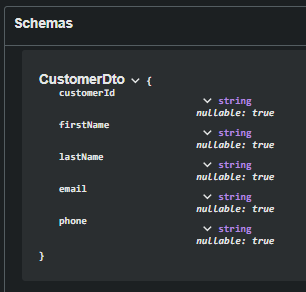 Schemas
CustomerDto {
customerId
string
nullable: true
firstName
string
nullable: true
lastName
string
nullable: true
email
string
nullable: true
phone
string
nullable: true
}